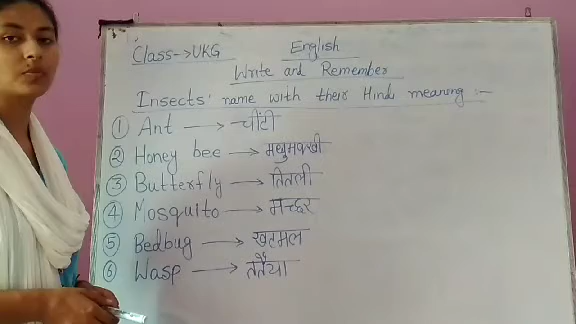 Class-->UKG English
Write and Remember
Insects' name with their Hindi meaning :-
① Ant → चींटी
② Honey bee → मधुमक्खी
③ Butterfly → तितली
④ Mosquito → मच्छर
⑤ Bedbug → खटमल
⑥ Wasp → ततैया